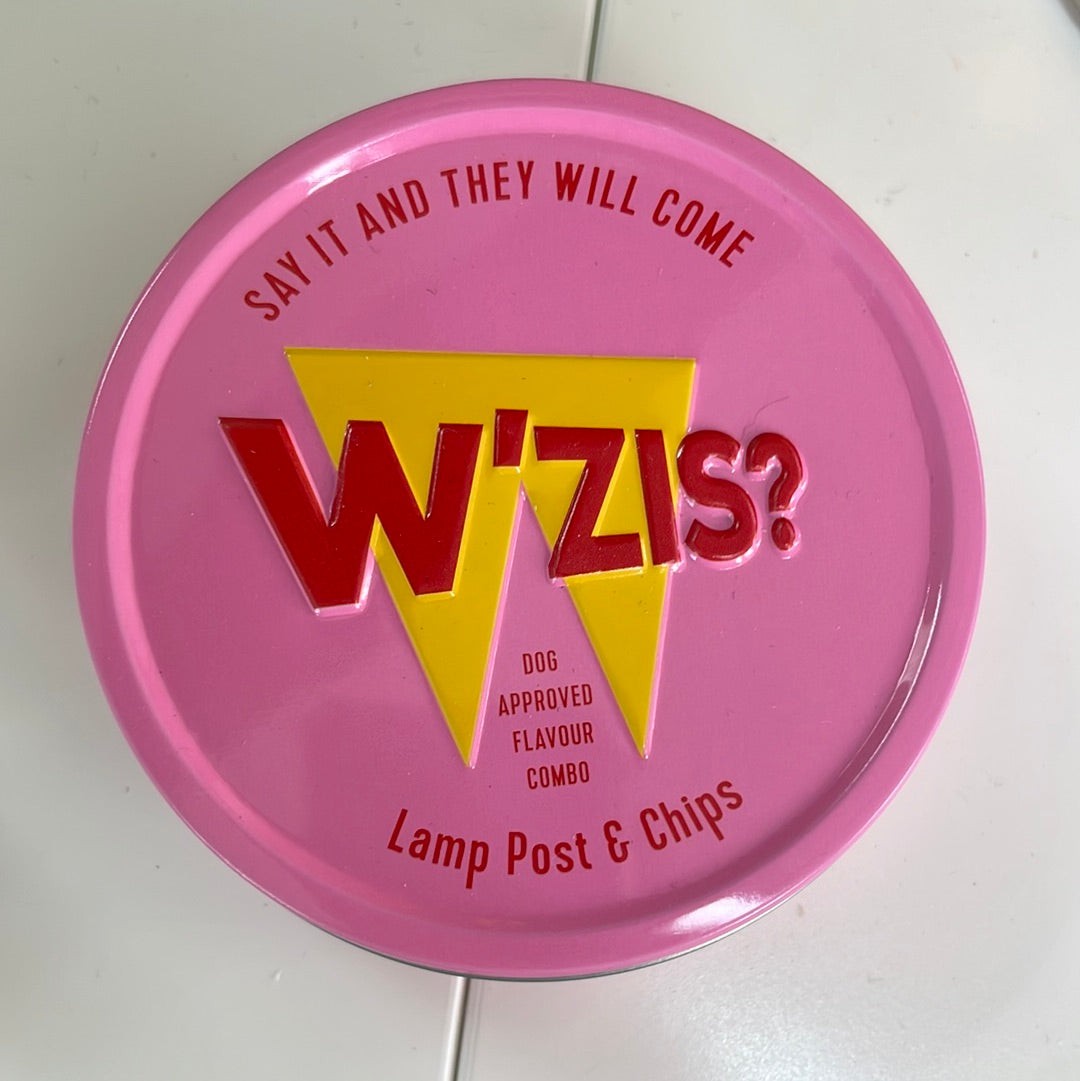 SAY IT AND THEY WILL COME
W'ZIS?
DOG
APPROVED
FLAVOUR
COMBO
Lamp Post & Chips